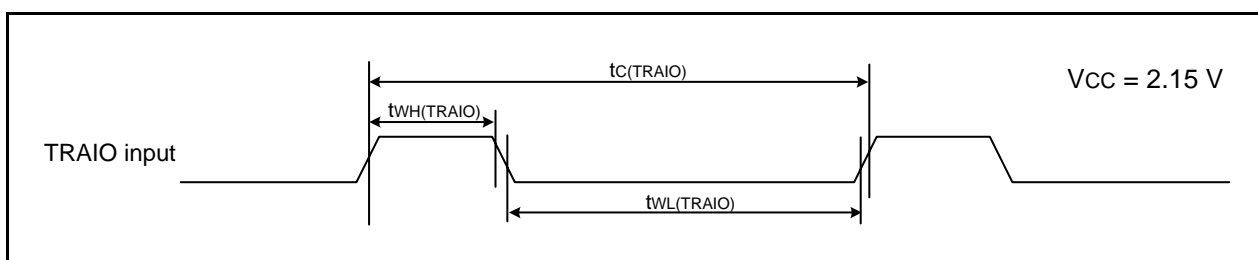 tC(TRAIO)
VCC = 2.15 V
tWH(TRAIO)
TRAIO input
tWL(TRAIO)